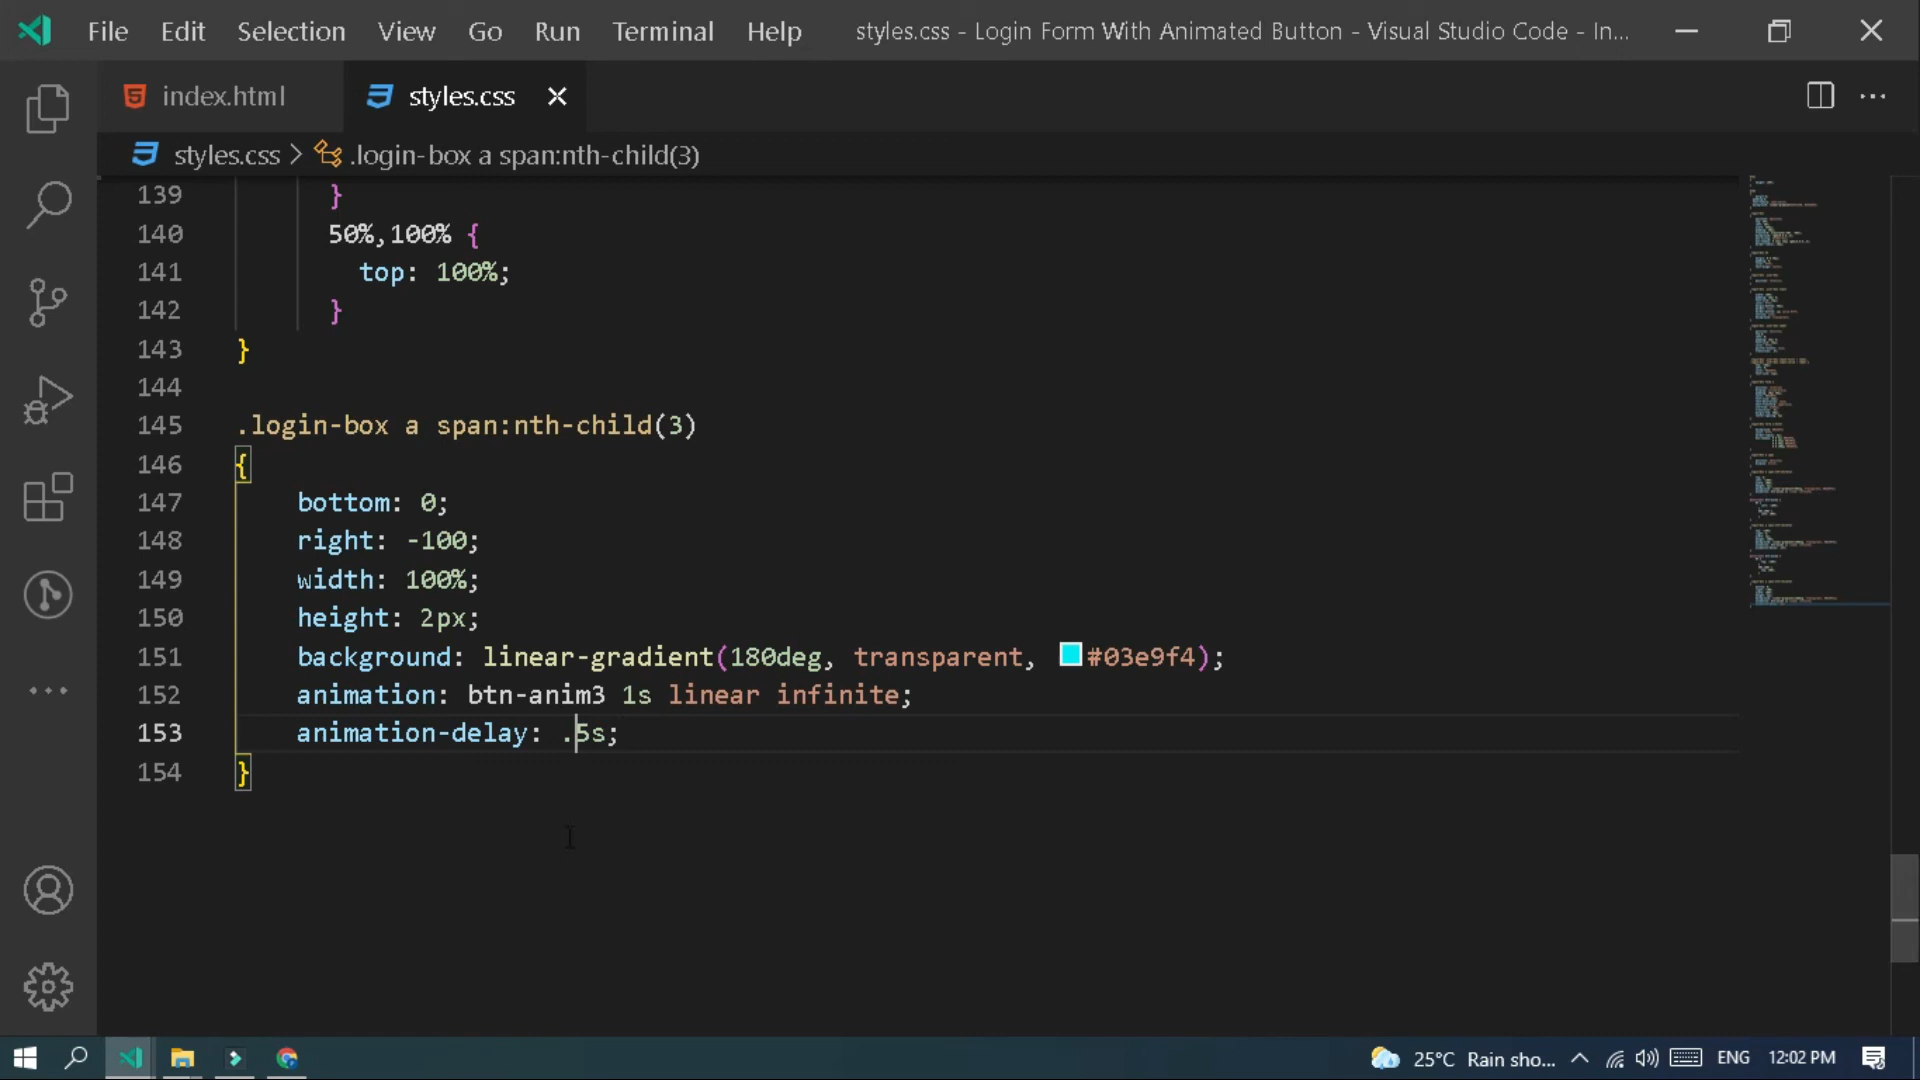 File Edit Selection View Go Run Terminal Help styles.css - Login Form With Animated Button - Visual Studio Code - In...
index.html styles.css
styles.css > .login-box a span:nth-child(3)
139 }
140 50%,100% {
141 top: 100%;
142 }
143 }
144
145 .login-box a span:nth-child(3)
146 {
147 bottom: 0;
148 right: -100;
149 width: 100%;
150 height: 2px;
151 background: linear-gradient(180deg, transparent, #03e9f4);
152 animation: btn-anim3 1s linear infinite;
153 animation-delay: .5s;
154 }
25°C Rain sho... ENG 12:02 PM